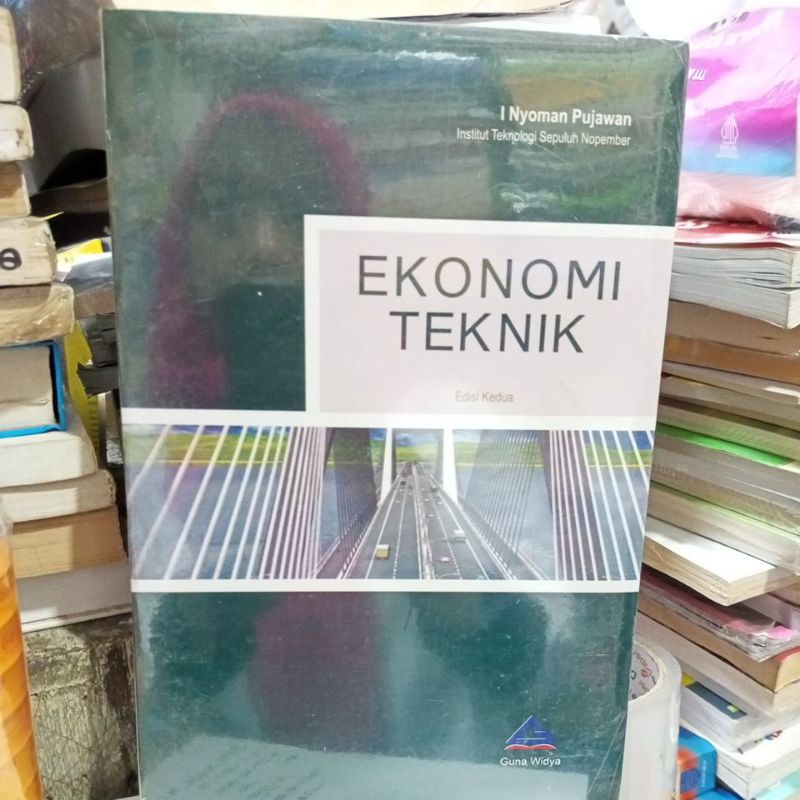 I Nyoman Pujawan
Institut Teknologi Sepuluh Nopember
EKONOMI
TEKNIK
Edisi Kedua
Guna Widya